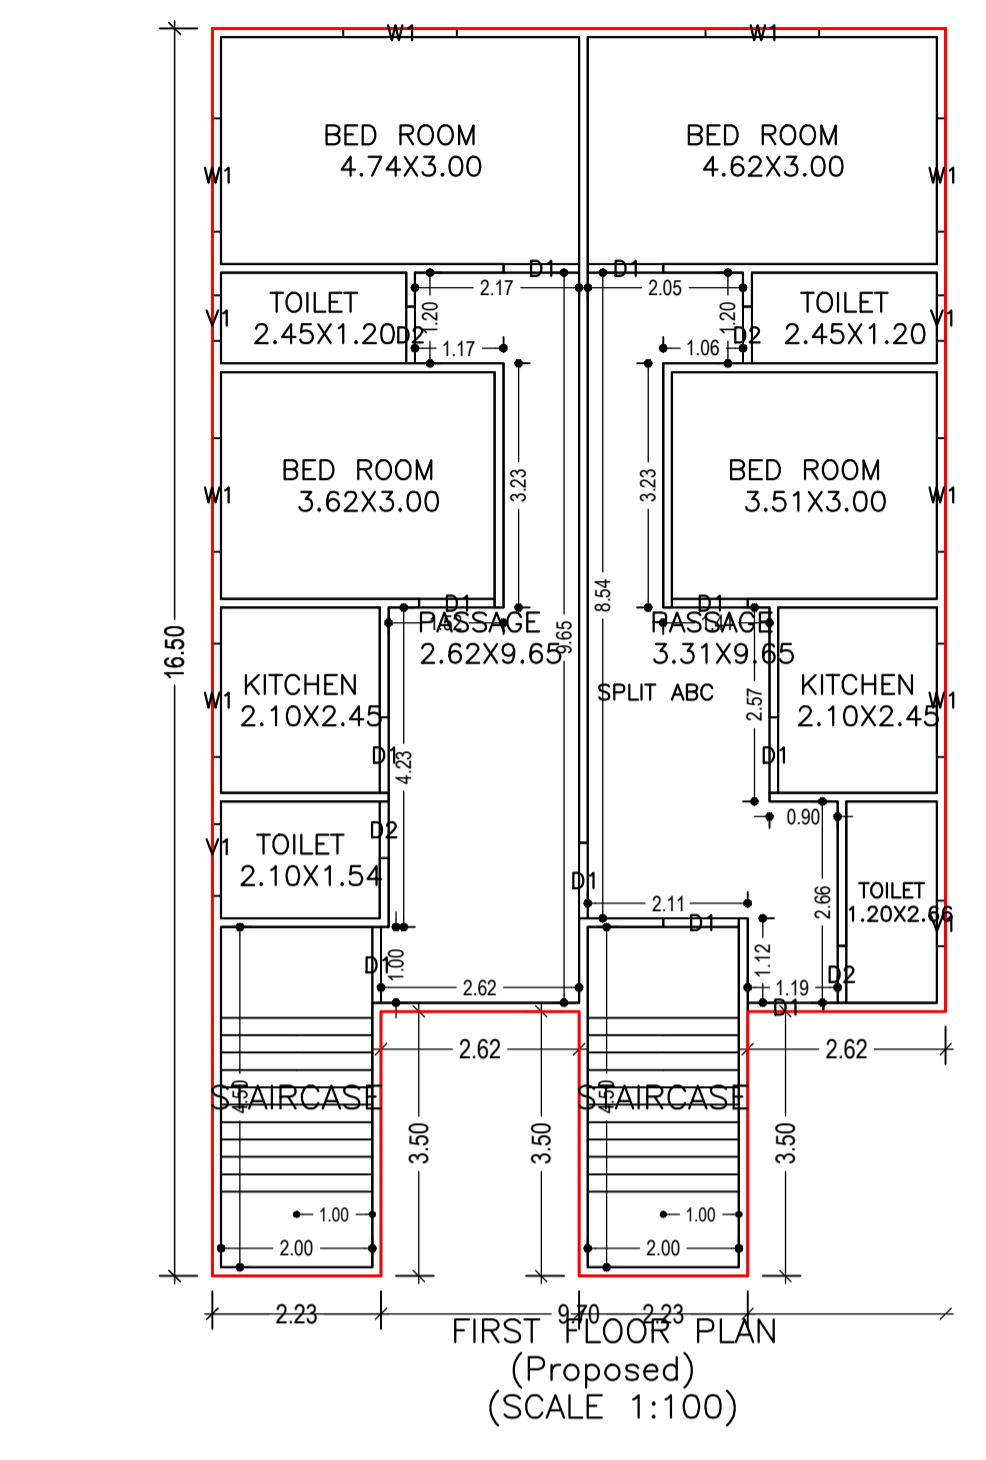 W1 W1
BED ROOM BED ROOM
4.74X3.00 4.62X3.00
W1 W1
D1 D1
2.17 2.05
TOILET TOILET
1.20 1.20
V1 V1
2.45X1.20 D2 D2 2.45X1.20
1.17 1.06
BED ROOM BED ROOM
3.62X3.00 3.51X3.00
W1 3.23 3.23 W1
8.54
D1 D1
PASSAGE PASSAGE
1.52 1.41
9.65
16.50
2.62X9.65 3.31X9.65
KITCHEN SPLIT ABC KITCHEN
W1 2.57 W1
2.10X2.45 2.10X2.45
D1 4.23 D1
0.90
D2
TOILET
V1
2.10X1.54 D1 TOILET
2.11 2.66
1.20X2.66
D1 V1
D1 1.00 1.12
D2
2.62 1.19
D1
2.62 2.62
STAIRCASE STAIRCASE
4.50 4.50
3.50 3.50 3.50
1.00 1.00
2.00 2.00
2.23 9.70 2.23
FIRST FLOOR PLAN
(Proposed)
(SCALE 1:100)